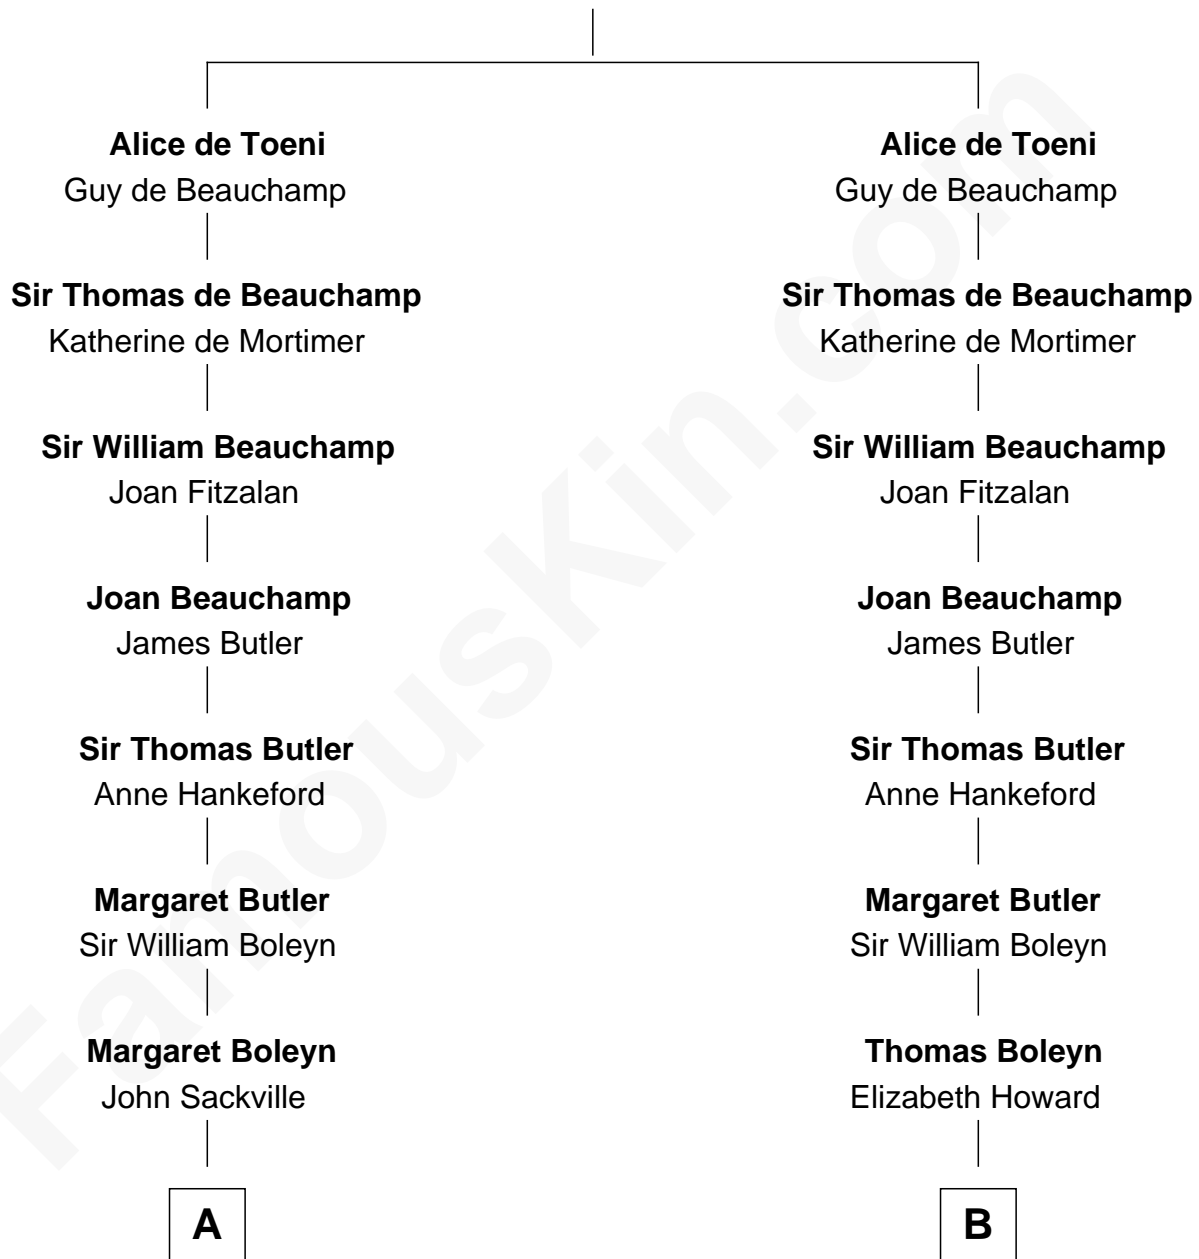 Alice de Toeni
Guy de Beauchamp
Sir Thomas de Beauchamp
Katherine de Mortimer
Sir William Beauchamp
Joan Fitzalan
Joan Beauchamp
James Butler
Sir Thomas Butler
Anne Hankeford
Margaret Butler
Sir William Boleyn
Margaret Boleyn
John Sackville
A
Alice de Toeni
Guy de Beauchamp
Sir Thomas de Beauchamp
Katherine de Mortimer
Sir William Beauchamp
Joan Fitzalan
Joan Beauchamp
James Butler
Sir Thomas Butler
Anne Hankeford
Margaret Butler
Sir William Boleyn
Thomas Boleyn
Elizabeth Howard
B
FamousKin.com